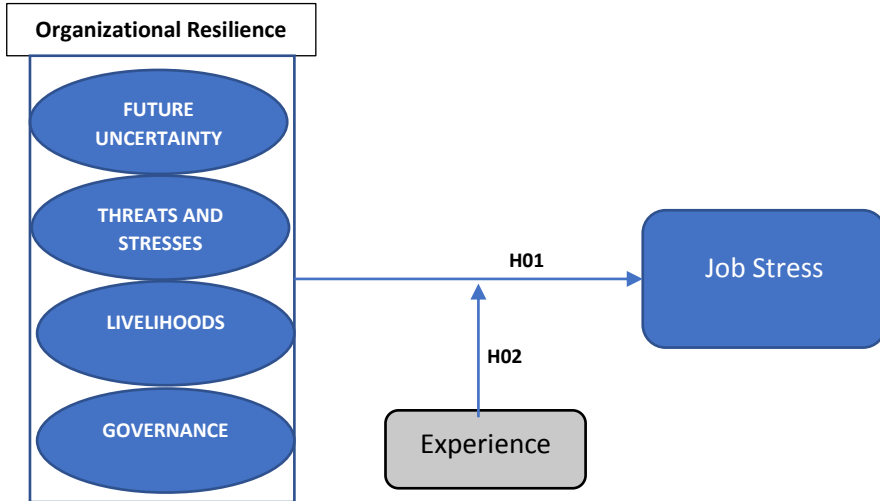 Organizational Resilience
FUTURE
UNCERTAINTY
THREATS AND
STRESSES
LIVELIHOODS
GOVERNANCE
H01
Job Stress
H02
Experience